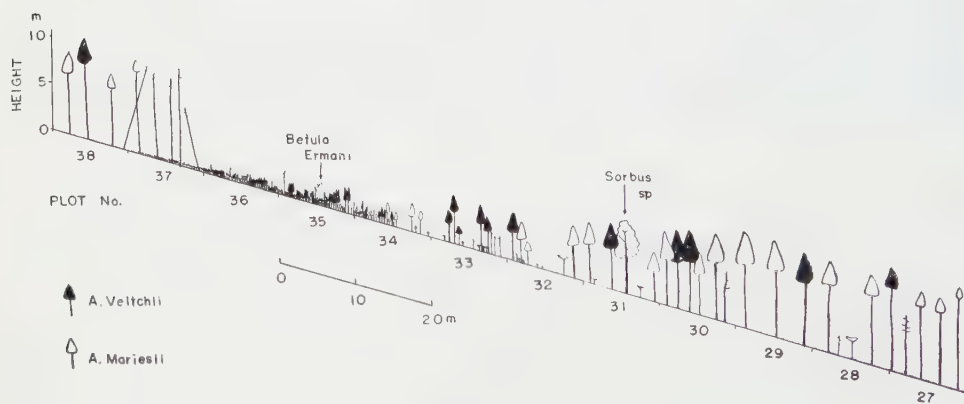 m
10
5
0
HEIGHT
38
37
36
35
34
33
32
31
30
29
28
27
PLOT No.
Betula
Ermani
Sorbus
sp
0
10
20m
A. Veitchii
A. Mariesii